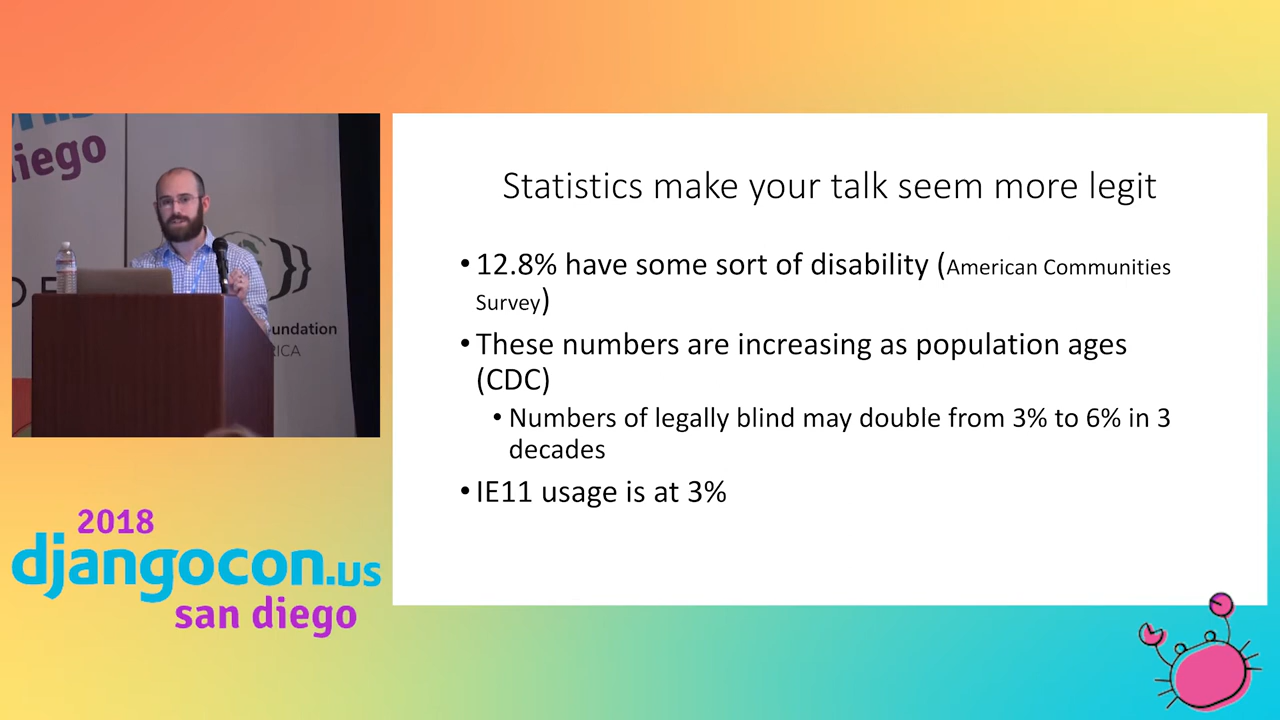 iego
undation
RICA
Statistics make your talk seem more legit
• 12.8% have some sort of disability (American Communities
Survey)
• These numbers are increasing as population ages
(CDC)
• Numbers of legally blind may double from 3% to 6% in 3
decades
• IE11 usage is at 3%
2018
djangocon.us
san diego